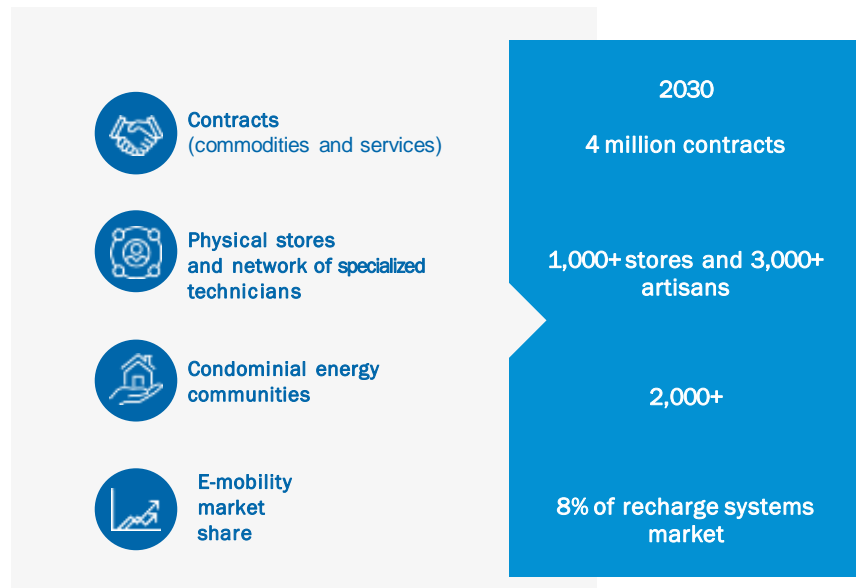 2030
Contracts
(commodities and services)
4 million contracts
Physical stores
and network of specialized
technicians
1,000+ stores and 3,000+
artisans
Condominial energy
communities
2,000+
E-mobility
market
share
8% of recharge systems
market